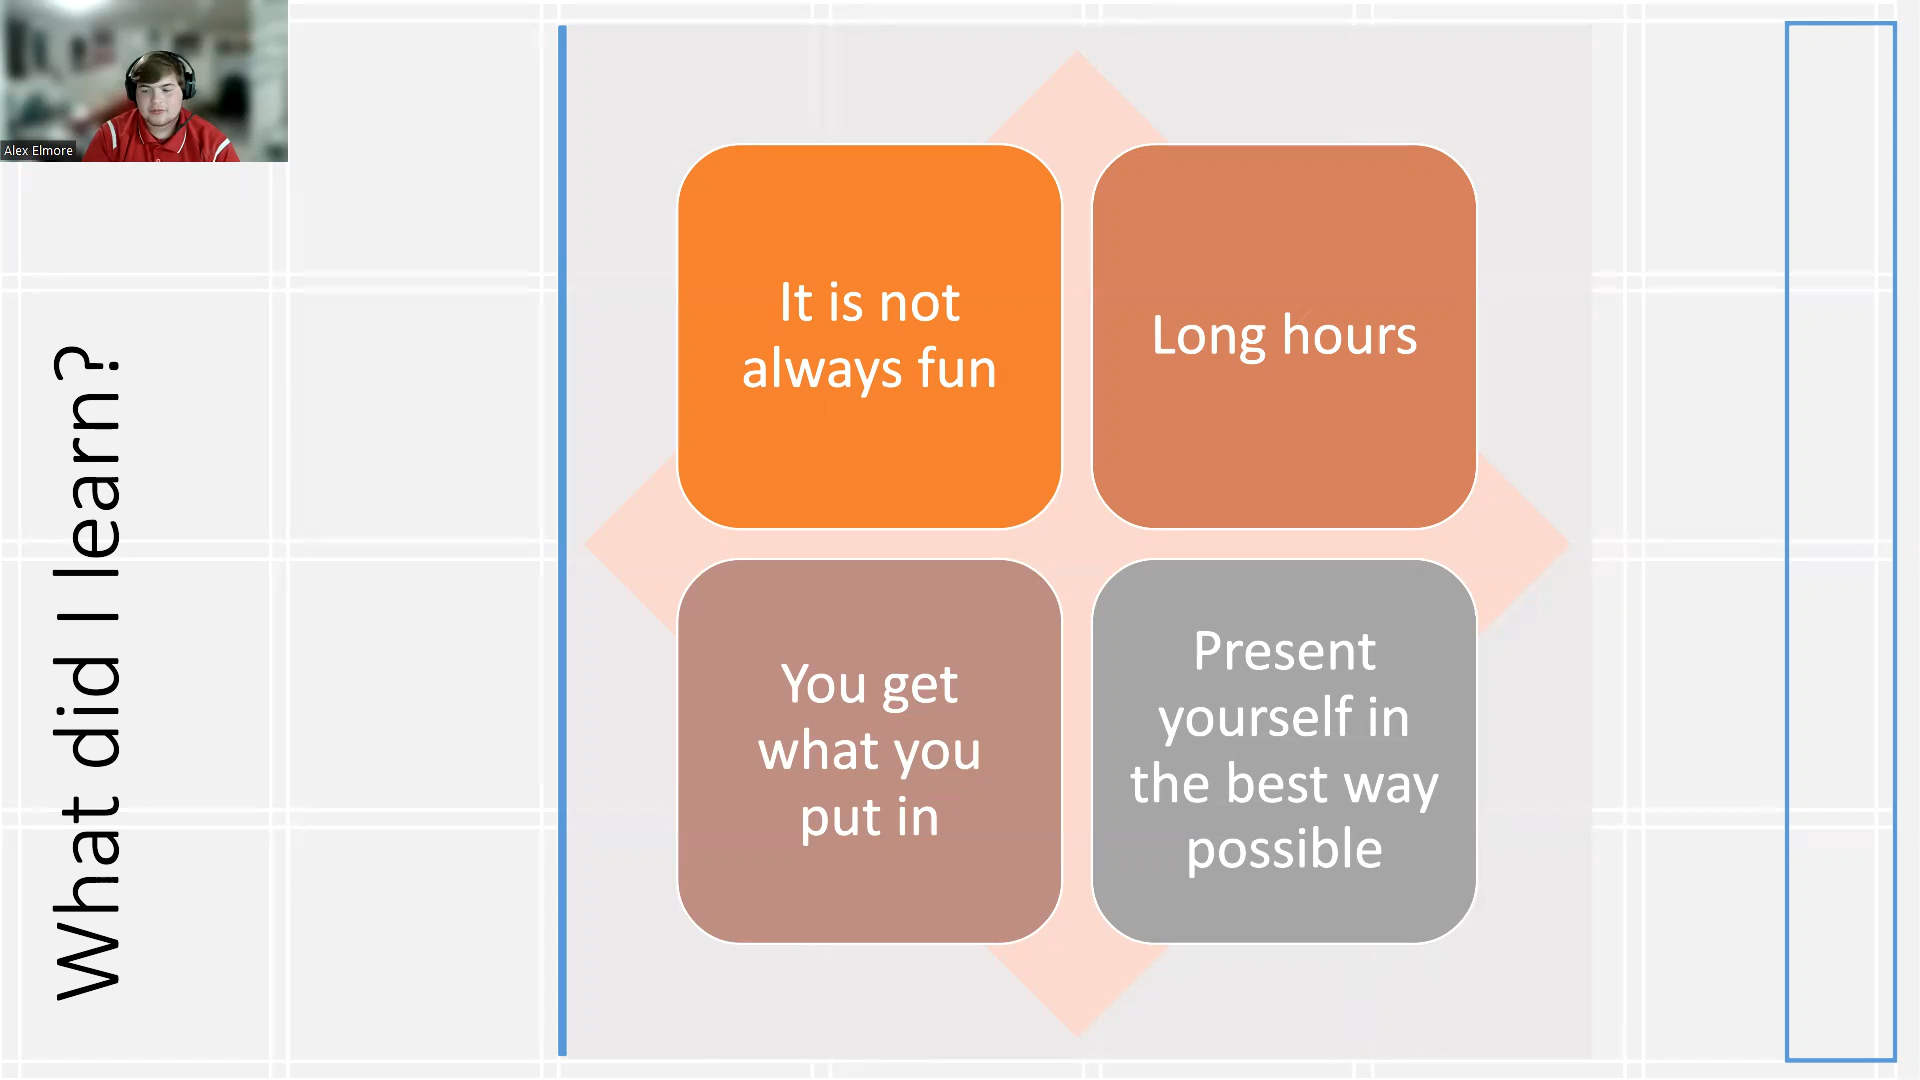 Alex Elmore
What did I learn?
It is not
always fun
Long hours
You get
what you
put in
Present
yourself in
the best way
possible